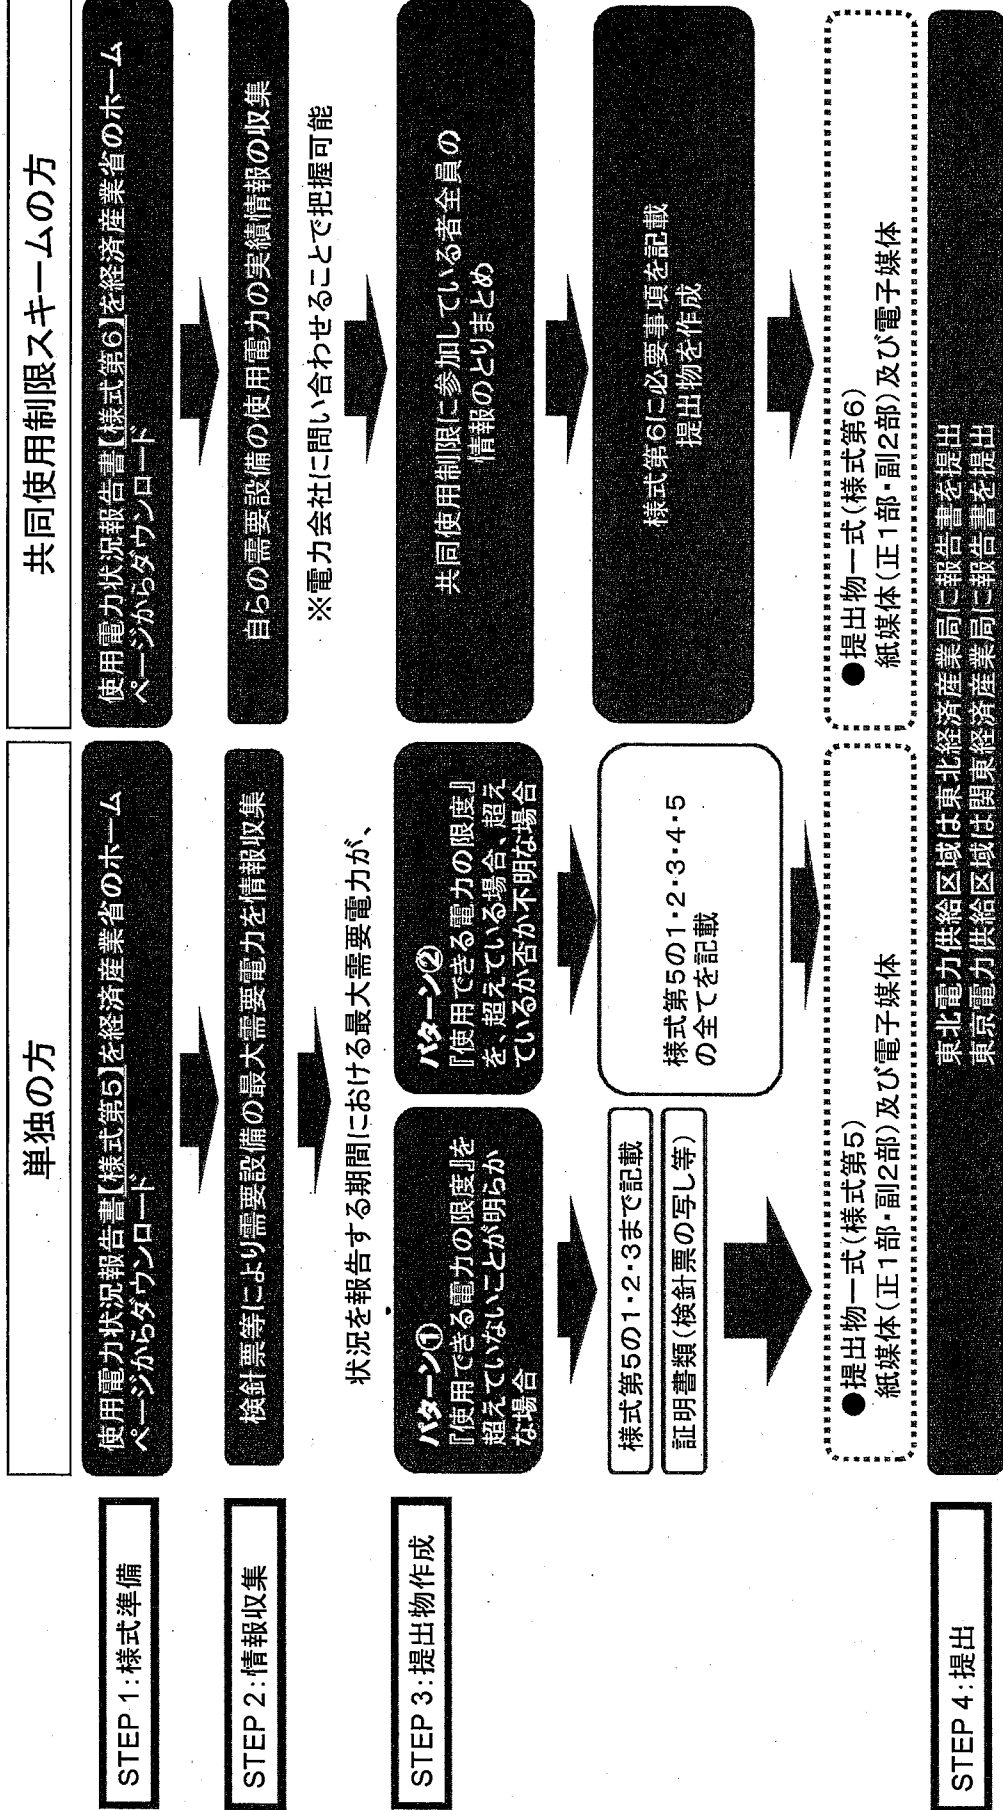 単独の方
共同使用制限スキームの方
STEP 1:様式準備
使用電力状況報告書【様式第5】を経済産業省のホーム
ページからダウンロード
使用電力状況報告書【様式第6】を経済産業省のホーム
ページからダウンロード
STEP 2:情報収集
検針票等により需要設備の最大需要電力を情報収集
自らの需要設備の使用電力の実績情報の収集
※電力会社に問い合わせることで把握可能
状況を報告する期間における最大需要電力が、
STEP 3:提出物作成
パターン①
『使用できる電力の限度』を
超えていないことが明らか
な場合
パターン②
『使用できる電力の限度』
を、超えている場合、超え
ているか否か不明な場合
共同使用制限に参加している者全員の
情報のとりまとめ
様式第5の1・2・3まで記載
証明書類(検針票の写し等)
様式第5の1・2・3・4・5
の全てを記載
様式第6に必要事項を記載
提出物を作成
●提出物一式(様式第5)
紙媒体(正1部・副2部)及び電子媒体
●提出物一式(様式第6)
紙媒体(正1部・副2部)及び電子媒体
STEP 4:提出
東北電力供給区域は東北経済産業局に報告書を提出
東京電力供給区域は関東経済産業局に報告書を提出